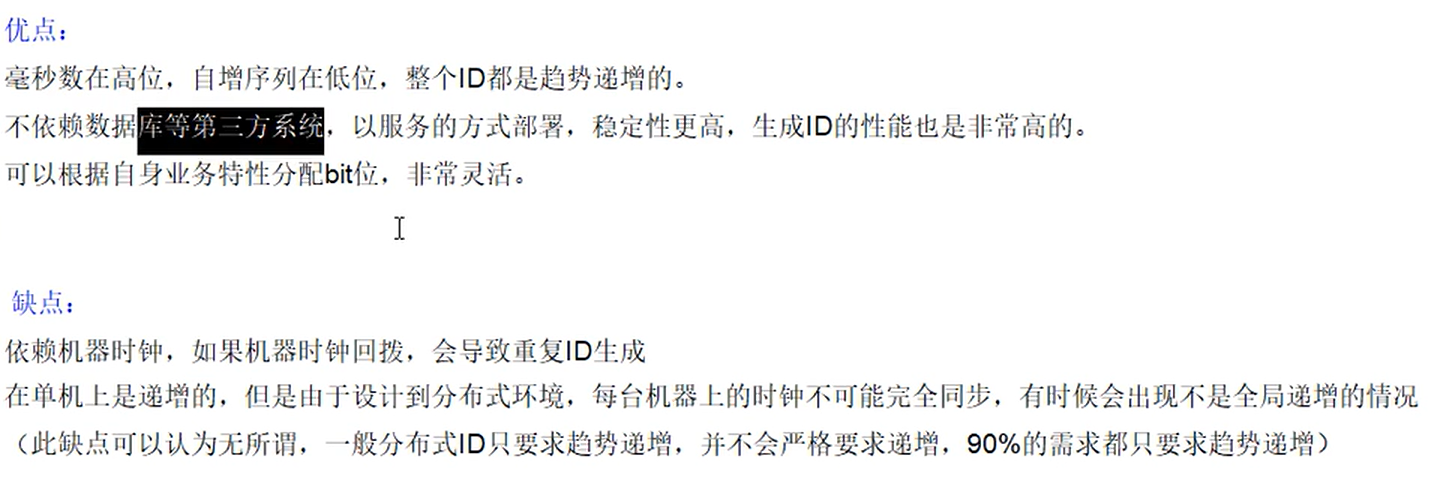 优点：
毫秒数在高位，自增序列在低位，整个ID都是趋势递增的。
不依赖数据库等第三方系统，以服务的方式部署，稳定性更高，生成ID的性能也是非常高的。
可以根据自身业务特性分配bit位，非常灵活。
缺点：
依赖机器时钟，如果机器时钟回拨，会导致重复ID生成
在单机上是递增的，但是由于设计到分布式环境，每台机器上的时钟不可能完全同步，有时候会出现不是全局递增的情况
（此缺点可以认为无所谓，一般分布式ID只要求趋势递增，并不会严格要求递增，90%的需求都只要求趋势递增）